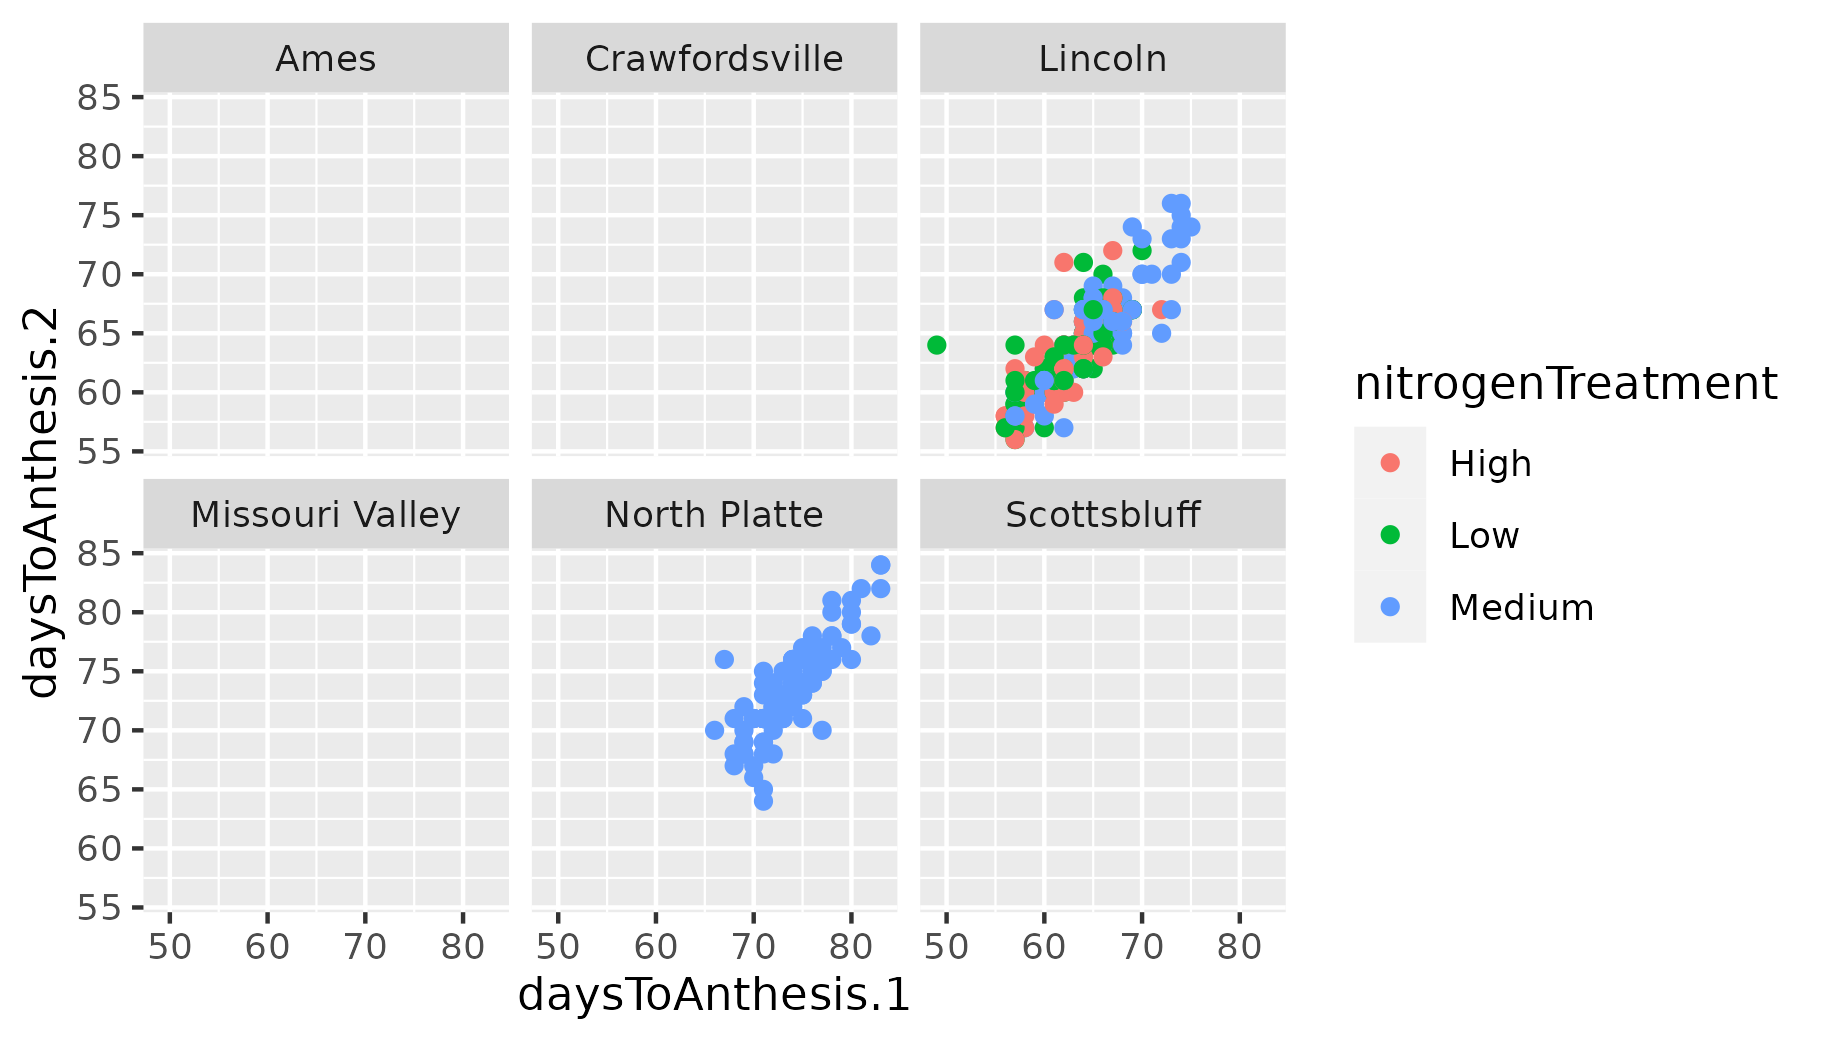 Ames
Crawfordsville
Lincoln
85
80
75
70
65
60
55
Missouri Valley
North Platte
Scottsbluff
85
80
75
70
65
60
55
50 60 70 80
50 60 70 80
50 60 70 80
daysToAnthesis.1
daysToAnthesis.2
nitrogenTreatment
High
Low
Medium